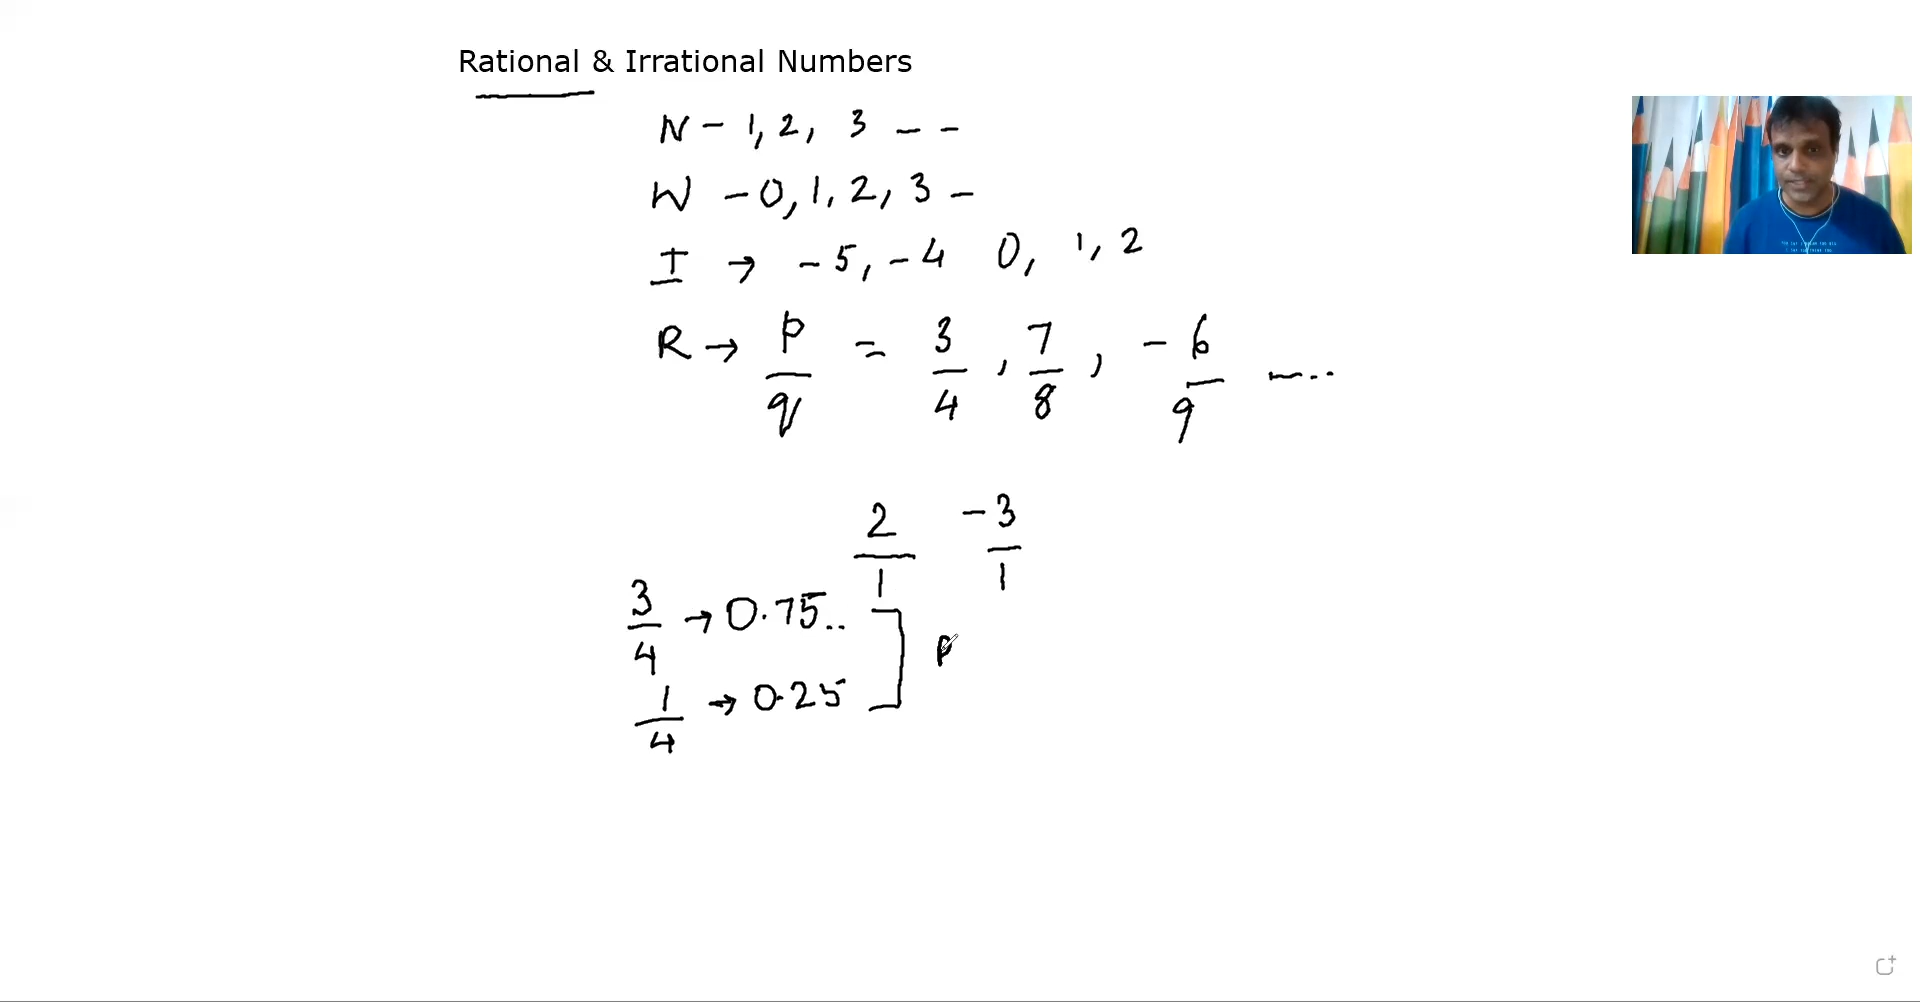 Rational & Irrational Numbers
N – 1, 2, 3 – –
W – 0, 1, 2, 3 –
I → -5, -4 0, 1, 2
R → p/q = 3/4, 7/8, -6/9 –...
2/1 -3/1
3/4 → 0.75..
1/4 → 0.25
P